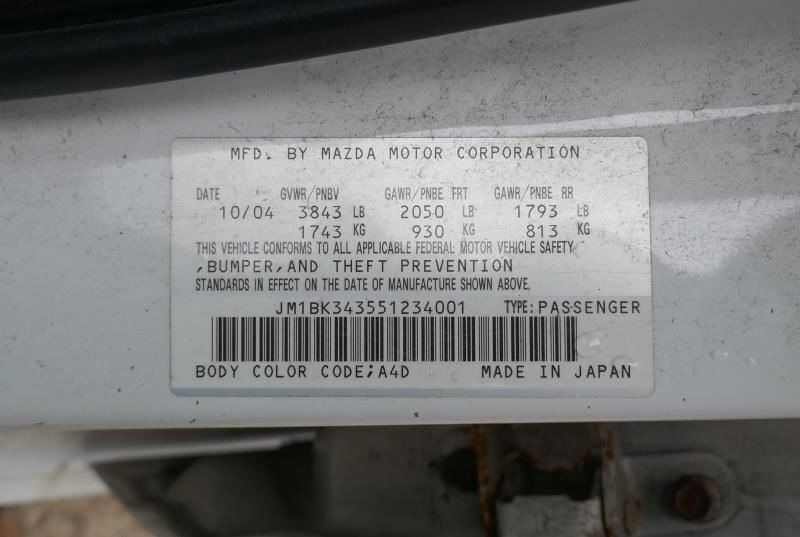 MFD. BY MAZDA MOTOR CORPORATION
DATE GVWR/PNBV GAWR/PNBE FRT GAWR/PNBE RR
10/04 3843 LB 2050 LB 1793 LB
1743 KG 930 KG 813 KG
THIS VEHICLE CONFORMS TO ALL APPLICABLE FEDERAL MOTOR VEHICLE SAFETY
,BUMPER,AND THEFT PREVENTION
STANDARDS IN EFFECT ON THE DATE OF MANUFACTURE SHOWN ABOVE.
JM1BK343551234001 TYPE:PASSENGER
BODY COLOR CODE;A4D MADE IN JAPAN